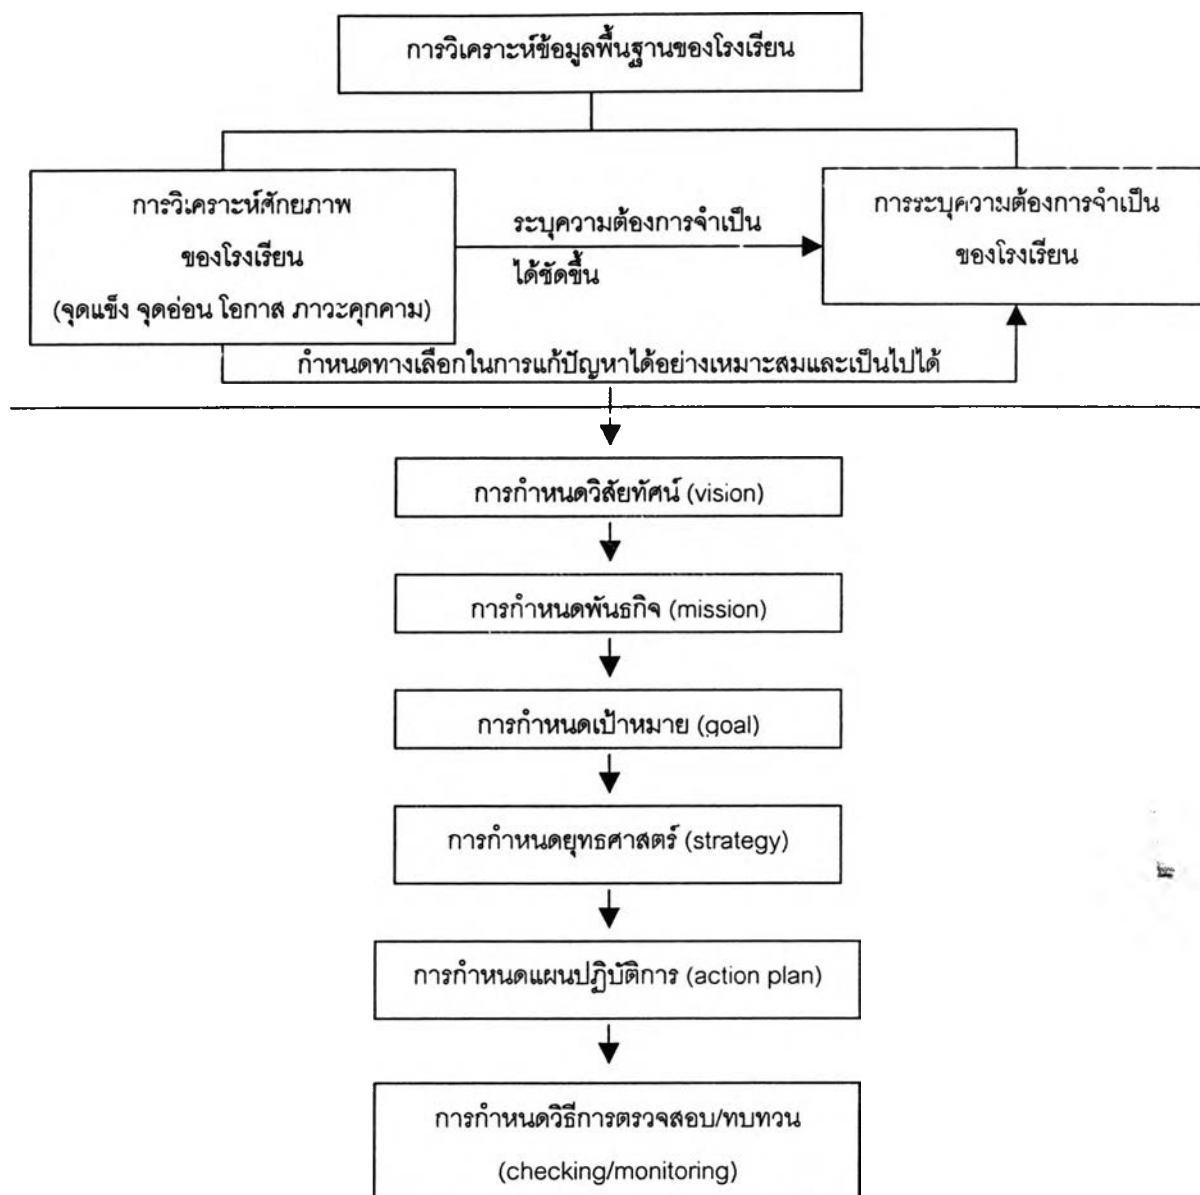 การวิเคราะห์ข้อมูลพื้นฐานของโรงเรียน
การวิเคราะห์ศักยภาพ
ของโรงเรียน
(จุดแข็ง จุดอ่อน โอกาส ภาวะคุกคาม)
ระบุความต้องการจำเป็น
ได้ชัดขึ้น
การระบุความต้องการจำเป็น
ของโรงเรียน
กำหนดทางเลือกในการแก้ปัญหาได้อย่างเหมาะสมและเป็นไปได้
การกำหนดวิสัยทัศน์ (vision)
การกำหนดพันธกิจ (mission)
การกำหนดเป้าหมาย (goal)
การกำหนดยุทธศาสตร์ (strategy)
การกำหนดแผนปฏิบัติการ (action plan)
การกำหนดวิธีการตรวจสอบ/ทบทวน
(checking/monitoring)